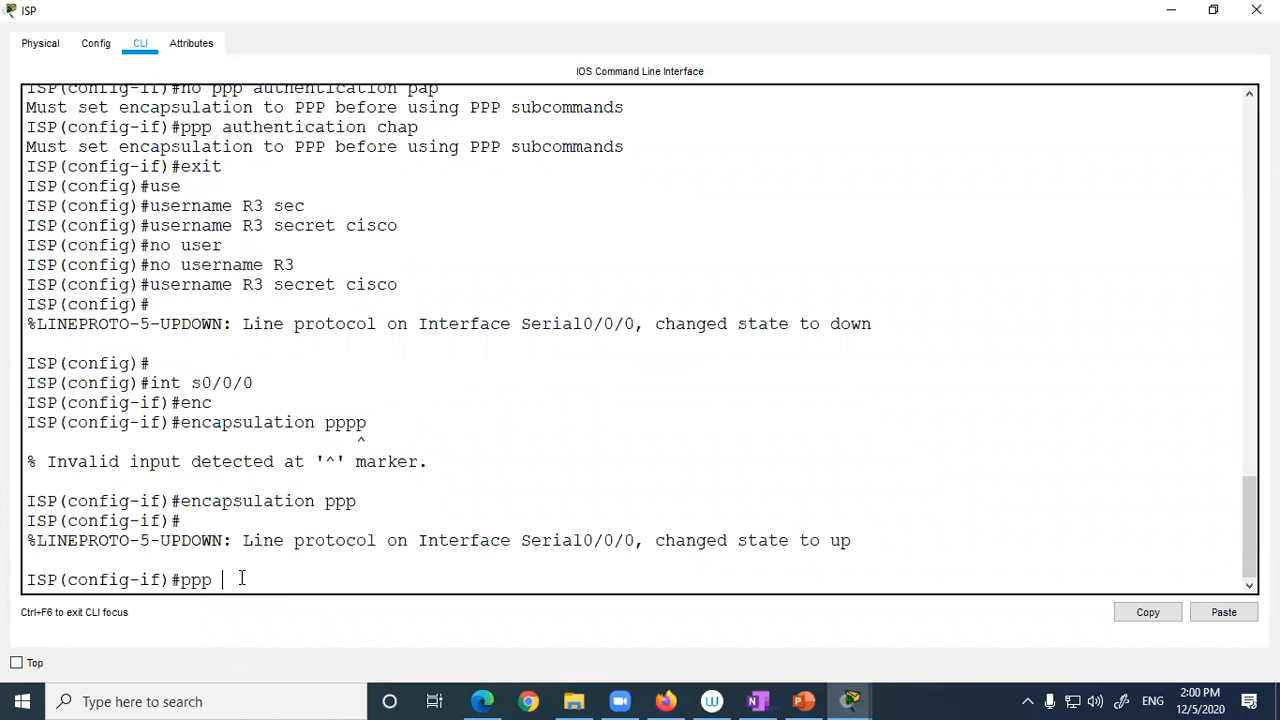 ISP
Physical Config CLI Attributes
IOS Command Line Interface
ISP(config-if)#no ppp authentication pap
Must set encapsulation to PPP before using PPP subcommands
ISP(config-if)#ppp authentication chap
Must set encapsulation to PPP before using PPP subcommands
ISP(config-if)#exit
ISP(config)#use
ISP(config)#username R3 sec
ISP(config)#username R3 secret cisco
ISP(config)#no user
ISP(config)#no username R3
ISP(config)#username R3 secret cisco
ISP(config)#
%LINEPROTO-5-UPDOWN: Line protocol on Interface Serial0/0/0, changed state to down
ISP(config)#
ISP(config)#int s0/0/0
ISP(config-if)#enc
ISP(config-if)#encapsulation pppp
^
% Invalid input detected at '^' marker.
ISP(config-if)#encapsulation ppp
ISP(config-if)#
%LINEPROTO-5-UPDOWN: Line protocol on Interface Serial0/0/0, changed state to up
ISP(config-if)#ppp
Ctrl+F6 to exit CLI focus
Copy Paste
Top
Type here to search
ENG
2:00 PM
12/5/2020